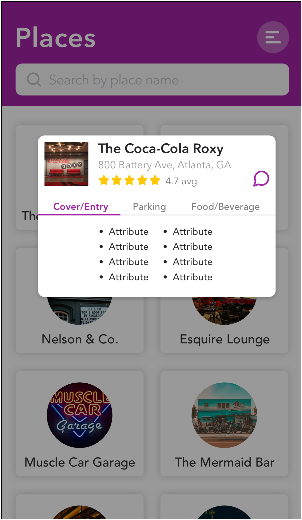 Places
Search by place name
The Coca-Cola Roxy
800 Battery Ave, Atlanta, GA
4.7 avg
Cover/Entry Parking Food/Beverage
• Attribute • Attribute
• Attribute • Attribute
• Attribute • Attribute
• Attribute • Attribute
Nelson & Co. Esquire Lounge
MUSCLE
CAR
Garage
Muscle Car Garage The Mermaid Bar